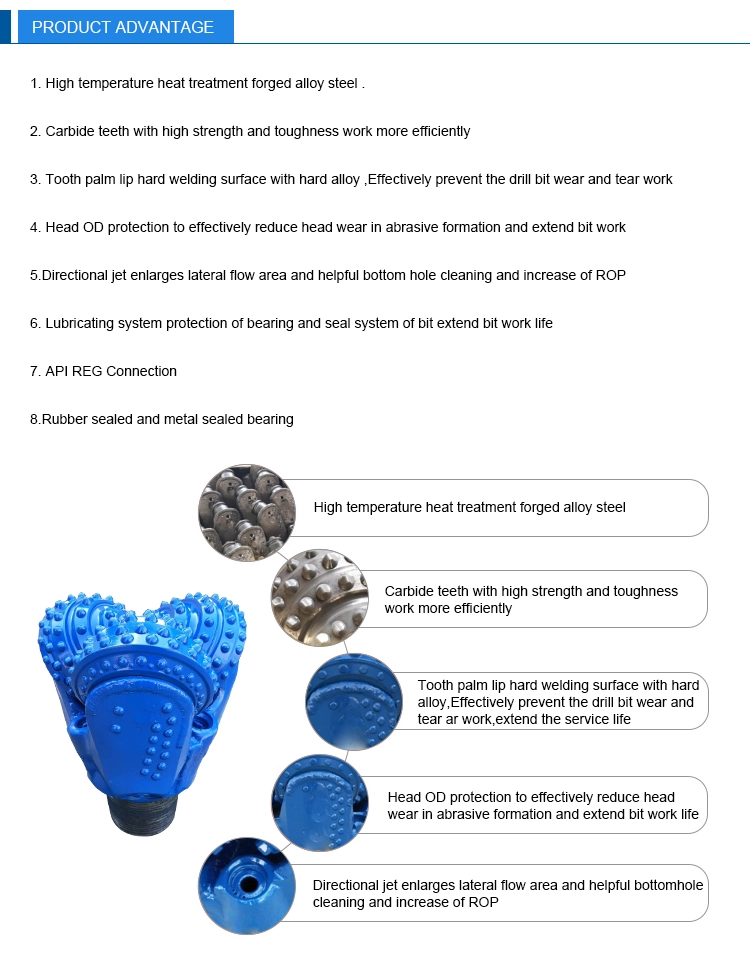 PRODUCT ADVANTAGE
1. High temperature heat treatment forged alloy steel .
2. Carbide teeth with high strength and toughness work more efficiently
3. Tooth palm lip hard welding surface with hard alloy ,Effectively prevent the drill bit wear and tear work
4. Head OD protection to effectively reduce head wear in abrasive formation and extend bit work
5.Directional jet enlarges lateral flow area and helpful bottom hole cleaning and increase of ROP
6. Lubricating system protection of bearing and seal system of bit extend bit work life
7. API REG Connection
8.Rubber sealed and metal sealed bearing
High temperature heat treatment forged alloy steel
Carbide teeth with high strength and toughness
work more efficiently
Tooth palm lip hard welding surface with hard
alloy,Effectively prevent the drill bit wear and
tear ar work,extend the service life
Head OD protection to effectively reduce head
wear in abrasive formation and extend bit work life
Directional jet enlarges lateral flow area and helpful bottomhole
cleaning and increase of ROP